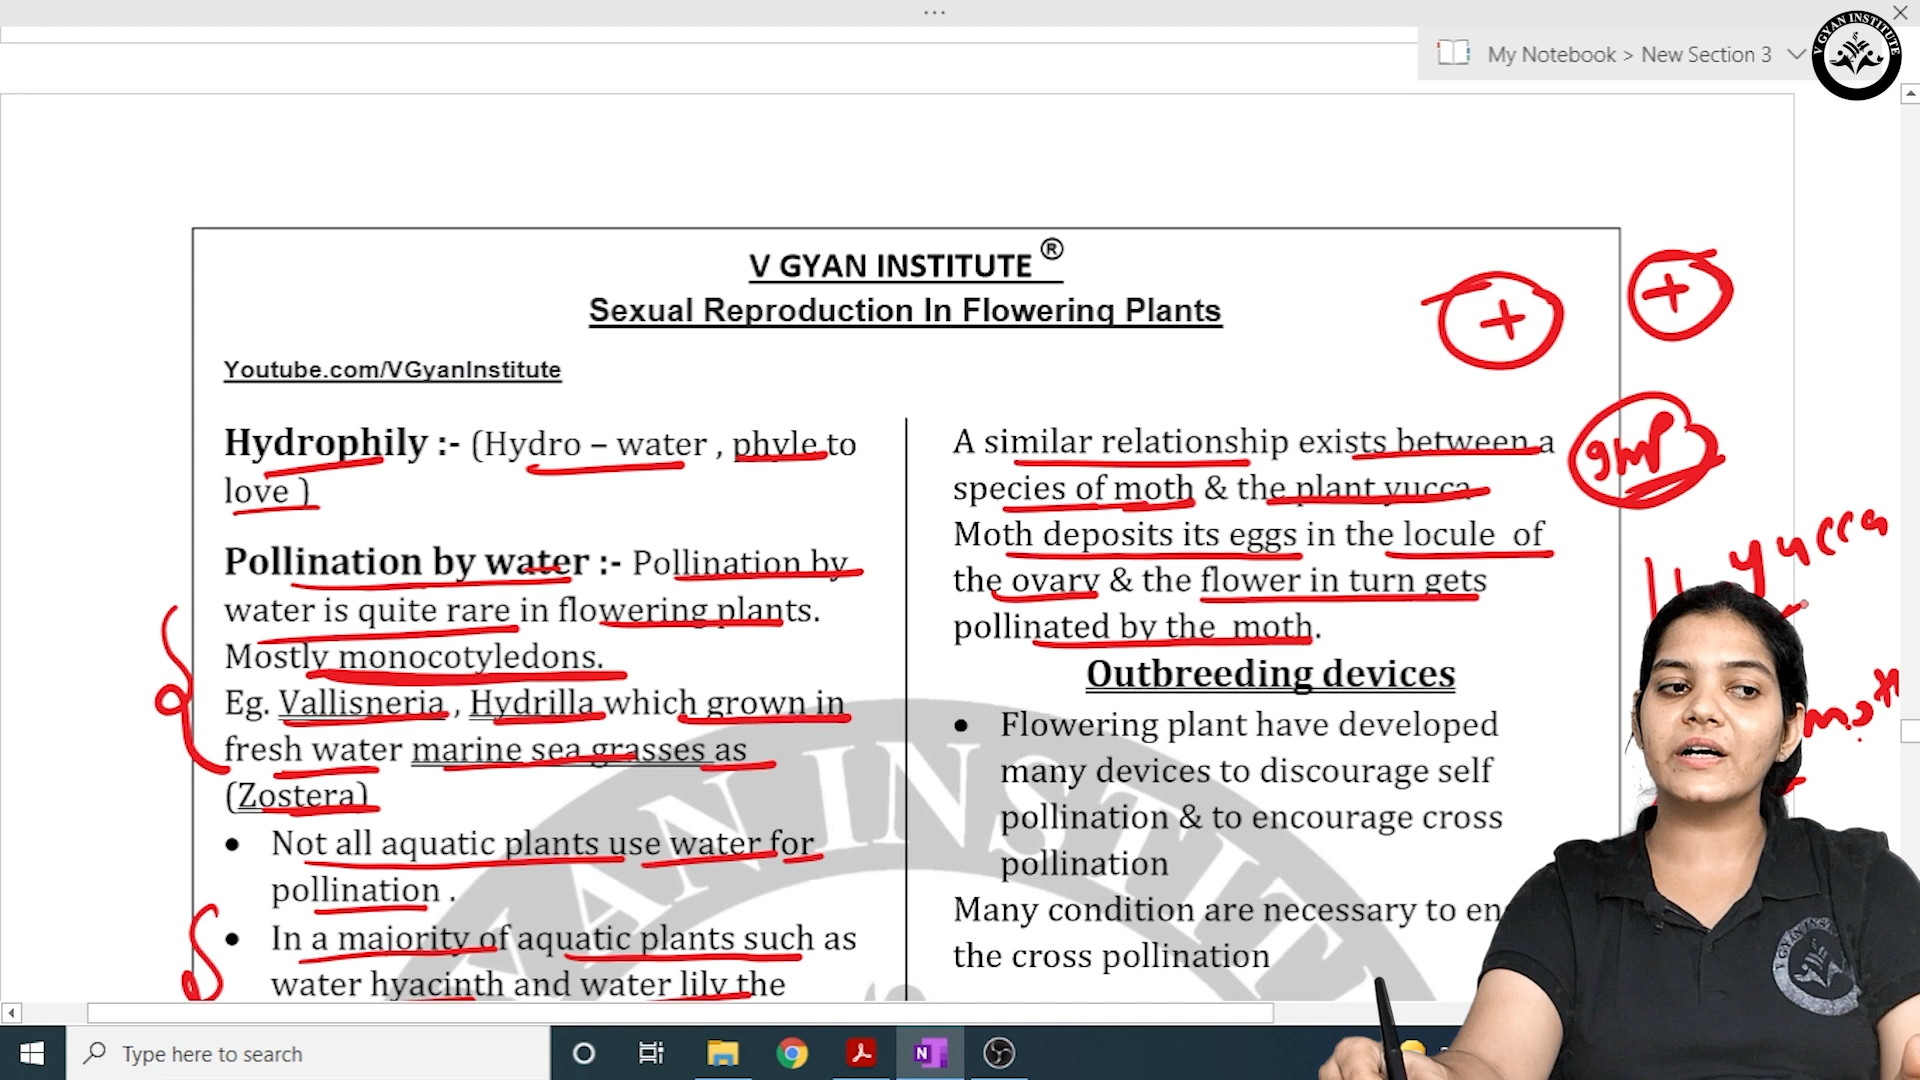 My Notebook > New Section 3
V GYAN INSTITUTE
V GYAN INSTITUTE ®
Sexual Reproduction In Flowering Plants
Youtube.com/VGyanInstitute
Hydrophily :- (Hydro – water , phyle to
love )
Pollination by water :- Pollination by
water is quite rare in flowering plants.
Mostly monocotyledons.
Eg. Vallisneria , Hydrilla which grown in
fresh water marine sea grasses as
(Zostera)
• Not all aquatic plants use water for
pollination .
• In a majority of aquatic plants such as
water hyacinth and water lily the
A similar relationship exists between a
species of moth & the plant yucca
Moth deposits its eggs in the locule of
the ovary & the flower in turn gets
pollinated by the moth.
Outbreeding devices
• Flowering plant have developed
many devices to discourage self
pollination & to encourage cross
pollination
Many condition are necessary to en
the cross pollination
+
+
Imp
yucca
moth
V GYAN INSTITUTE
Type here to search